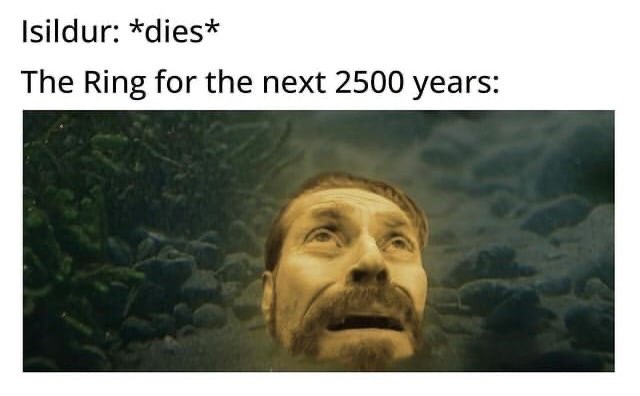 Isildur: *dies*
The Ring for the next 2500 years: